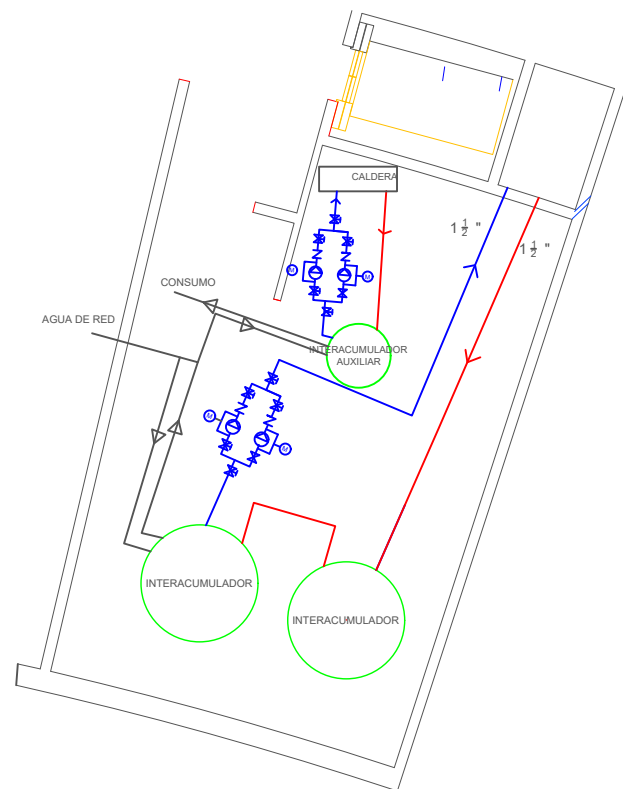 CALDERA
1 1/2 "
1 1/2 "
M
M
CONSUMO
AGUA DE RED
INTERACUMULADOR
AUXILIAR
M
M
INTERACUMULADOR
INTERACUMULADOR